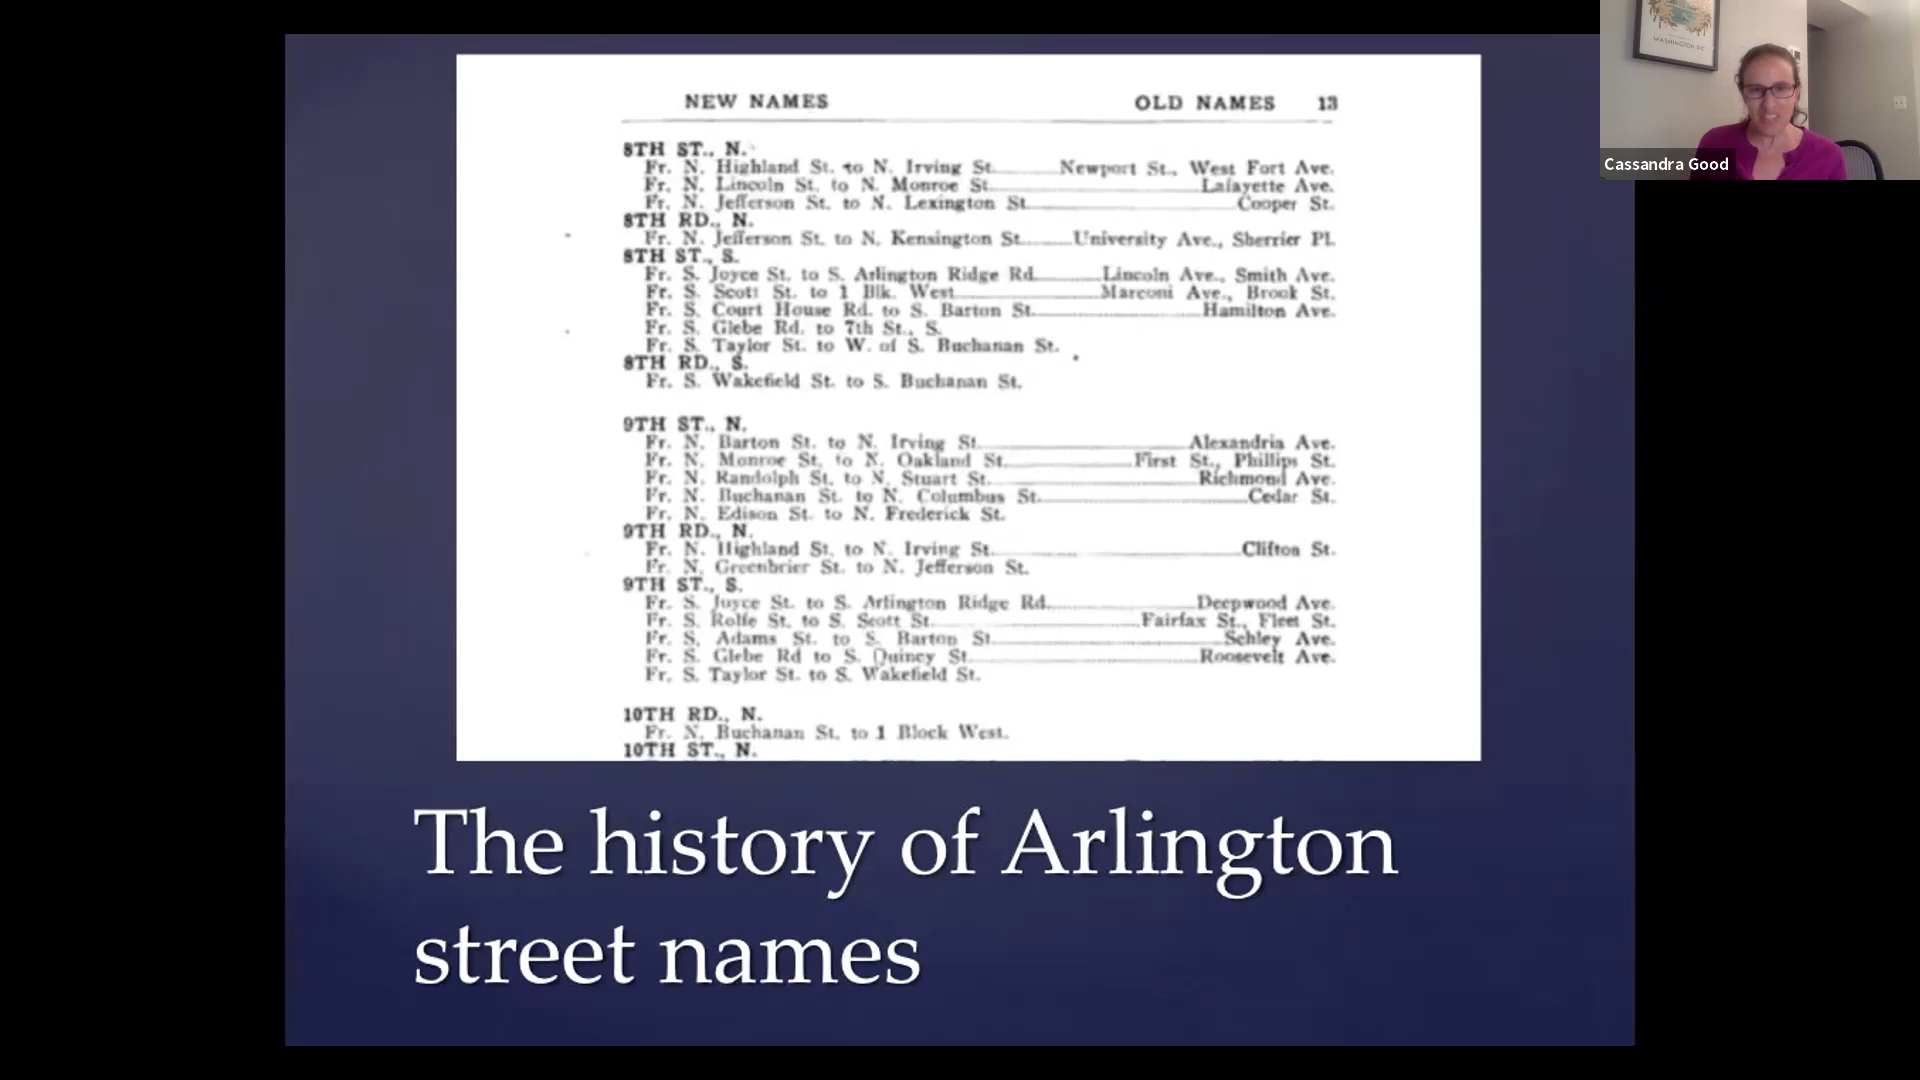 NEW NAMES OLD NAMES 13
8TH ST., N.
Fr. N. Highland St. to N. Irving St. Newport St., West Fort Ave.
Fr. N. Lincoln St. to N. Monroe St. Lafayette Ave.
Fr. N. Jefferson St. to N. Lexington St. Cooper St.
8TH RD., N.
Fr. N. Jefferson St. to N. Kensington St. University Ave., Sherrier Pl.
8TH ST., S.
Fr. S. Joyce St. to S. Arlington Ridge Rd. Lincoln Ave., Smith Ave.
Fr. S. Scott St. to 1 Blk. West Marconi Ave., Brook St.
Fr. S. Court House Rd. to S. Barton St. Hamilton Ave.
Fr. S. Glebe Rd. to 7th St., S.
Fr. S. Taylor St. to W. of S. Buchanan St.
8TH RD., S.
Fr. S. Wakefield St. to S. Buchanan St.
9TH ST., N.
Fr. N. Barton St. to N. Irving St. Alexandria Ave.
Fr. N. Monroe St. to N. Oakland St. First St., Phillips St.
Fr. N. Randolph St. to N. Stuart St. Richmond Ave.
Fr. N. Buchanan St. to N. Columbus St. Cedar St.
Fr. N. Edison St. to N. Frederick St.
9TH RD., N.
Fr. N. Highland St. to N. Irving St. Clifton St.
Fr. N. Greenbrier St. to N. Jefferson St.
9TH ST., S.
Fr. S. Joyce St. to S. Arlington Ridge Rd. Deepwood Ave.
Fr. S. Rolfe St. to S. Scott St. Fairfax St., Fleet St.
Fr. S. Adams St. to S. Barton St. Schley Ave.
Fr. S. Glebe Rd to S. Quincy St. Roosevelt Ave.
Fr. S. Taylor St. to S. Wakefield St.
10TH RD., N.
Fr. N. Buchanan St. to 1 Block West.
10TH ST., N.
The history of Arlington
street names
WASHINGTON, D.C.
Cassandra Good